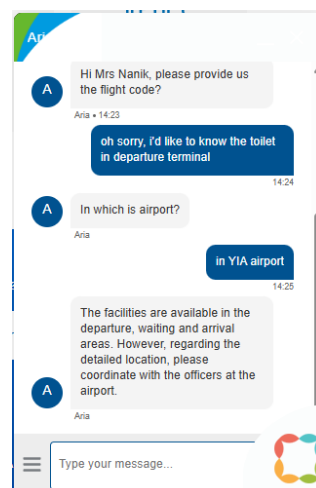 Aria
A
Hi Mrs Nanik, please provide us
the flight code?
Aria • 14:23
oh sorry, i'd like to know the toilet
in departure terminal
14:24
A
In which is airport?
Aria
in YIA airport
14:25
The facilities are available in the
departure, waiting and arrival
areas. However, regarding the
detailed location, please
coordinate with the officers at the
airport.
A
Aria
Type your message...